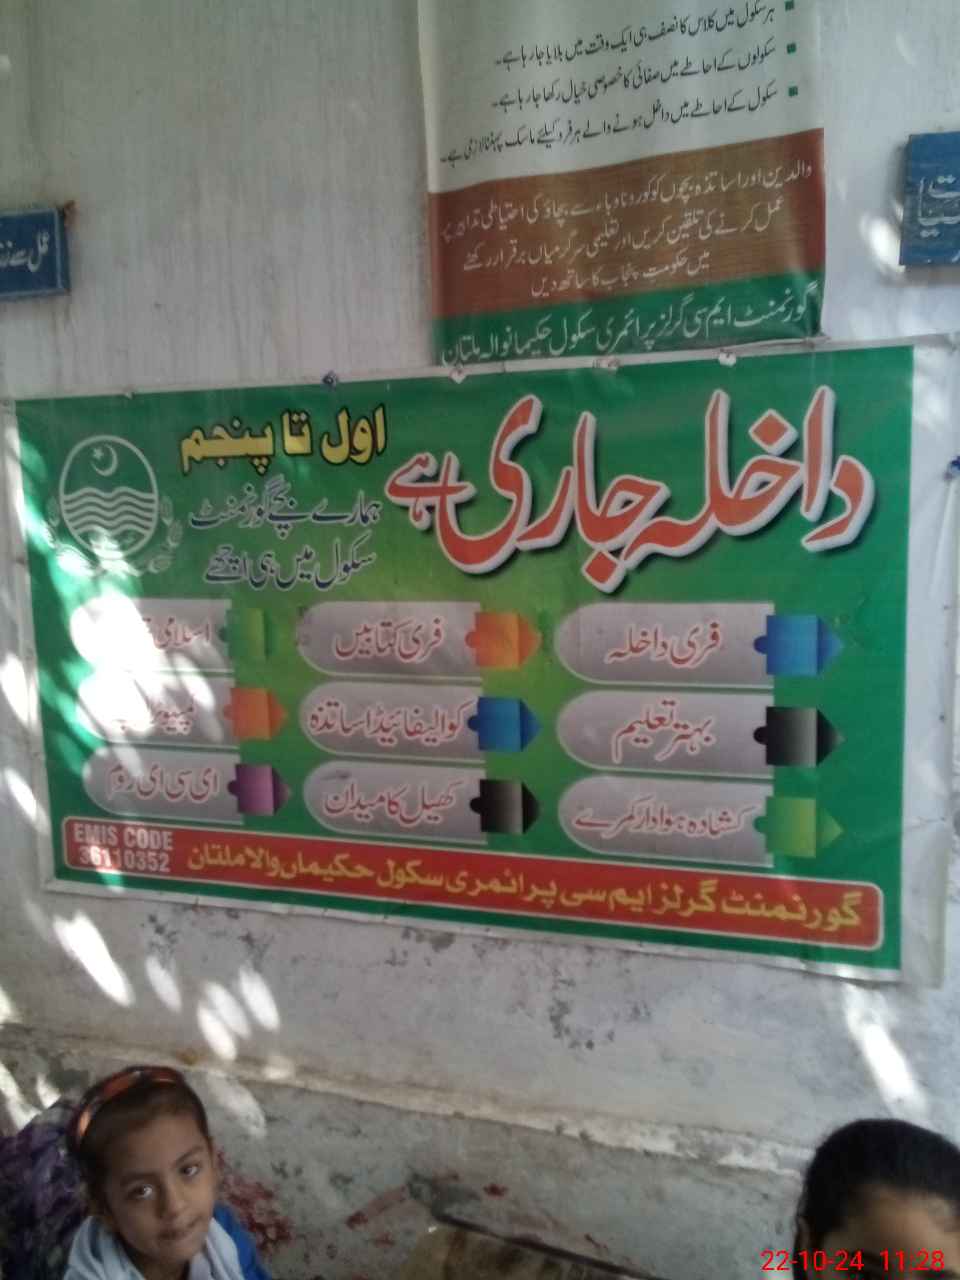 ہر سکول میں کلاس کا نصف ہی ایک وقت میں بلایا جا رہا ہے۔
سکولوں کے احاطے میں صفائی کا خصوصی خیال رکھا جا رہا ہے۔
سکول کے احاطے میں داخل ہونے والے ہر فرد کیلئے ماسک پہننا لازمی ہے۔
والدین اور اساتذہ بچوں کو کورونا وباء سے بچاؤ کی احتیاطی تدابیر پر
عمل کرنے کی تلقین کریں اور تعلیمی سرگرمیاں برقرار رکھنے
میں حکومت پنجاب کا ساتھ دیں
گورنمنٹ ایم سی گرلز پرائمری سکول حکیمانوالہ ملتان
عمل سے
داخلہ جاری ہے
اول تا پنجم
ہمارے بچے گورنمنٹ
سکول میں ہی اچھے
فری داخلہ
فری کتابیں
اسلامی
بہتر تعلیم
کوالیفائیڈ اساتذہ
کمپیوٹر
کشادہ ہوادار کمرے
کھیل کا میدان
ای سی ای روم
گورنمنٹ گرلز ایم سی پرائمری سکول حکیماں والا ملتان
EMIS CODE
36110352
22-10-24 11:28